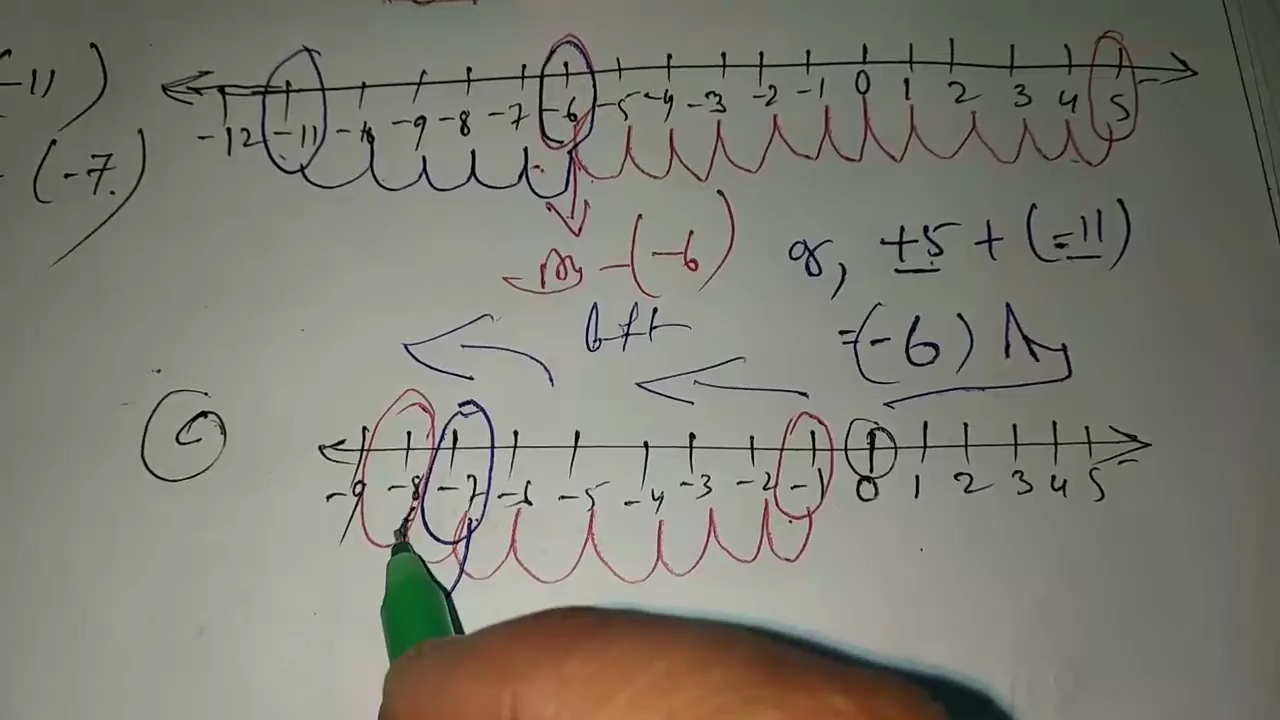 -11)
-12 -11 -10 -9 -8 -7 -6 -5 -4 -3 -2 -1 0 1 2 3 4 5
(-7)
-(-6)
+5 + (-11)
=(-6)
left
-9 -8 -7 -6 -5 -4 -3 -2 -1 0 1 2 3 4 5